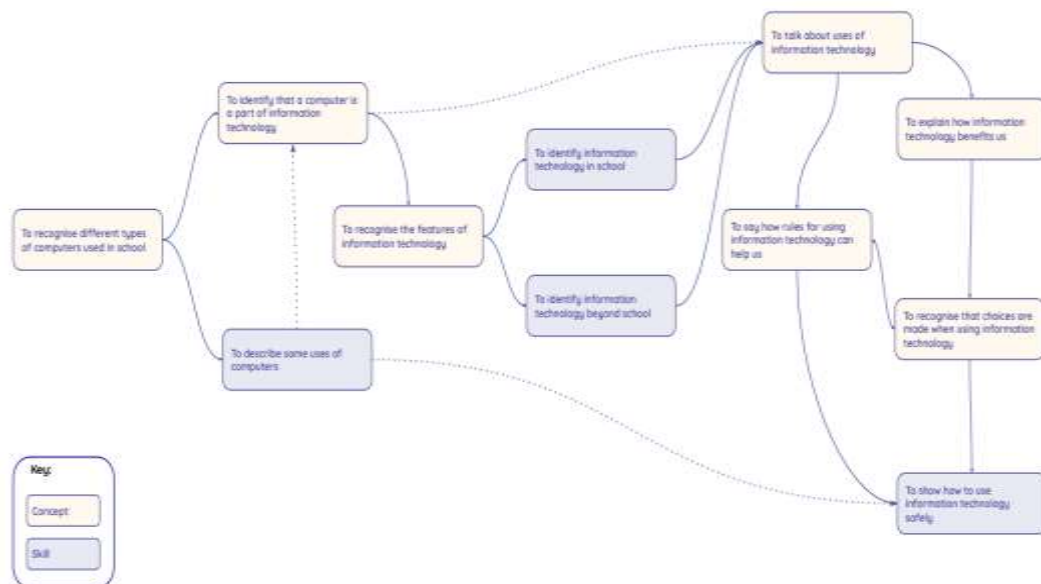 To talk about uses of
information technology
To identify that a computer is
a part of information
technology
To explain how information
technology benefits us
To identify information
technology in school
To recognise different types
of computers used in school
To recognise the features of
information technology
To say how rules for using
information technology can
help us
To identify information
technology beyond school
To recognise that choices are
made when using information
technology
To describe some uses of
computers
To show how to use
information technology
safely
Key:
Concept
Skill